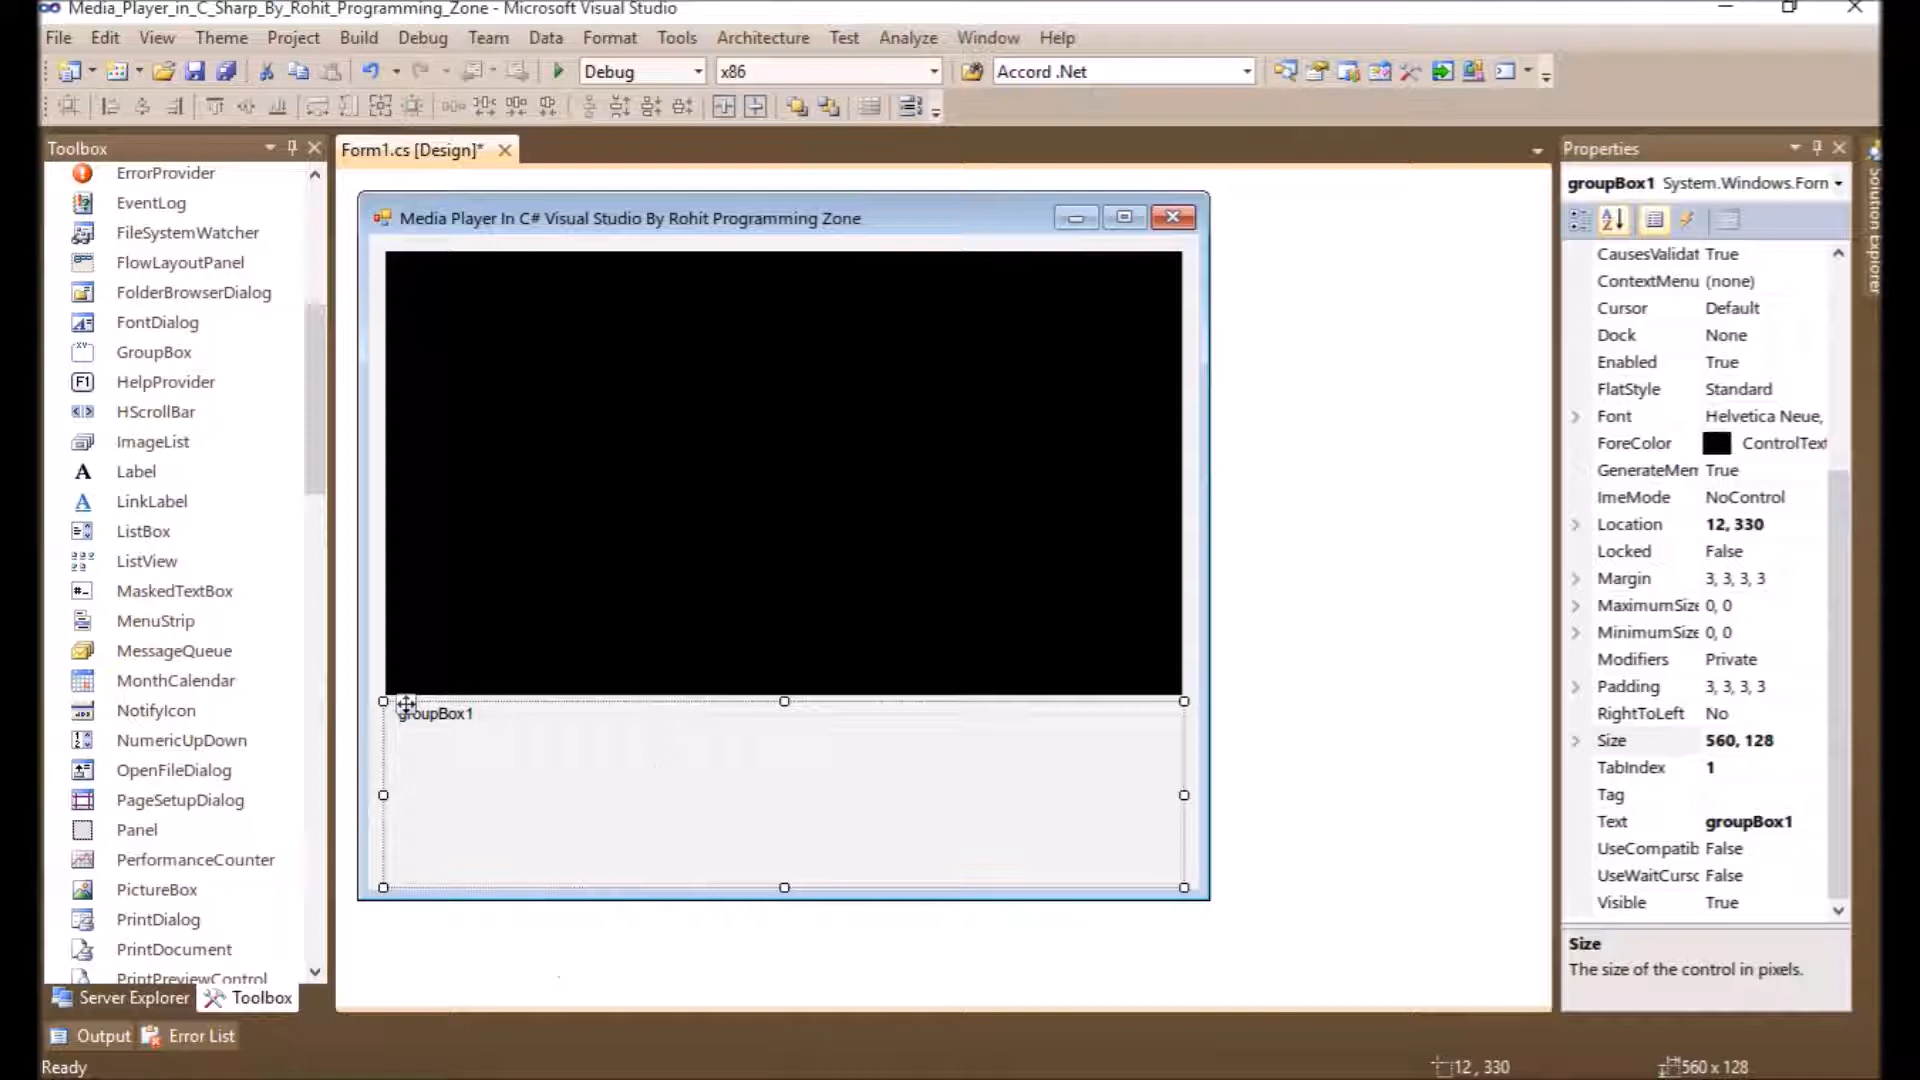 Media_Player_in_C_Sharp_By_Rohit_Programming_Zone - Microsoft Visual Studio
File Edit View Theme Project Build Debug Team Data Format Tools Architecture Test Analyze Window Help
Debug x86 Accord .Net
Toolbox
ErrorProvider
EventLog
FileSystemWatcher
FlowLayoutPanel
FolderBrowserDialog
FontDialog
GroupBox
HelpProvider
HScrollBar
ImageList
Label
LinkLabel
ListBox
ListView
MaskedTextBox
MenuStrip
MessageQueue
MonthCalendar
NotifyIcon
NumericUpDown
OpenFileDialog
PageSetupDialog
Panel
PerformanceCounter
PictureBox
PrintDialog
PrintDocument
PrintPreviewControl
Server Explorer Toolbox
Form1.cs [Design]*
Media Player In C# Visual Studio By Rohit Programming Zone
groupBox1
Properties
groupBox1 System.Windows.Forn
CausesValidat True
ContextMenu (none)
Cursor Default
Dock None
Enabled True
FlatStyle Standard
Font Helvetica Neue,
ForeColor ControlText
GenerateMem True
ImeMode NoControl
Location 12, 330
Locked False
Margin 3, 3, 3, 3
MaximumSize 0, 0
MinimumSize 0, 0
Modifiers Private
Padding 3, 3, 3, 3
RightToLeft No
Size 560, 128
TabIndex 1
Tag
Text groupBox1
UseCompatib False
UseWaitCurso False
Visible True
Size
The size of the control in pixels.
Solution Explorer
Output Error List
Ready 12 , 330 560 x 128